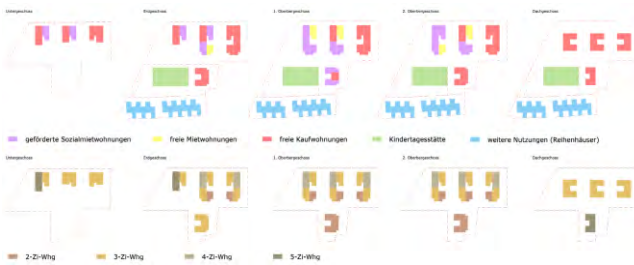 Untergeschoss Erdgeschoss 1. Obergeschoss 2. Obergeschoss Dachgeschoss
geförderte Sozialmietwohnungen freie Mietwohnungen freie Kaufwohnungen Kindertagesstätte weitere Nutzungen (Reihenhäuser)
Untergeschoss Erdgeschoss 1. Obergeschoss 2. Obergeschoss Dachgeschoss
2-Zi-Whg 3-Zi-Whg 4-Zi-Whg 5-Zi-Whg